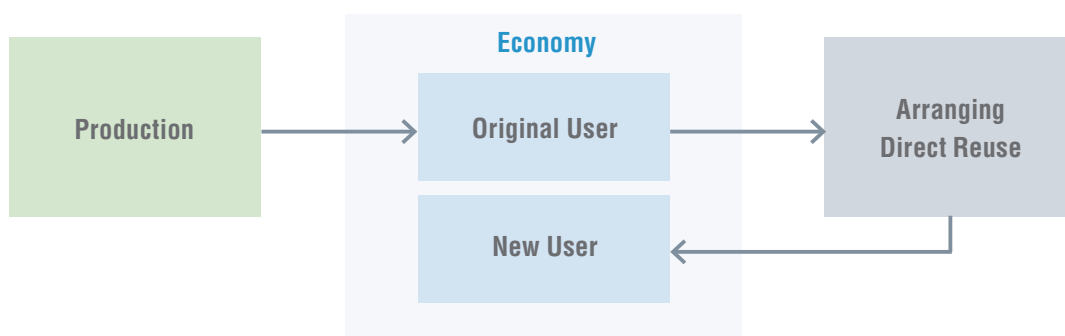 Economy
Production
Original User
Arranging
Direct Reuse
New User